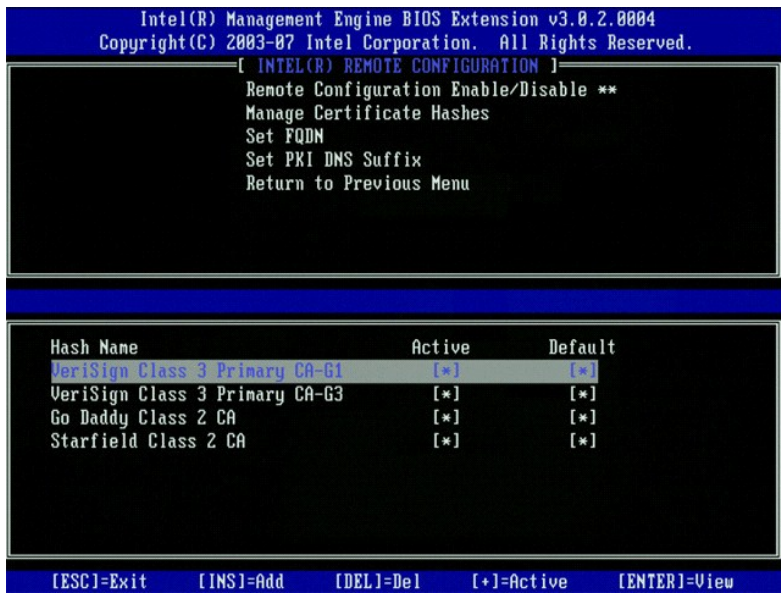 Intel(R) Management Engine BIOS Extension v3.0.2.0004
Copyright(C) 2003-07 Intel Corporation. All Rights Reserved.
[ INTEL(R) REMOTE CONFIGURATION ]
Remote Configuration Enable/Disable **
Manage Certificate Hashes
Set FQDN
Set PKI DNS Suffix
Return to Previous Menu
Hash Name Active Default
VeriSign Class 3 Primary CA-G1 [*] [*]
VeriSign Class 3 Primary CA-G3 [*] [*]
Go Daddy Class 2 CA [*] [*]
Starfield Class 2 CA [*] [*]
[ESC]=Exit [INS]=Add [DEL]=Del [+]=Active [ENTER]=View